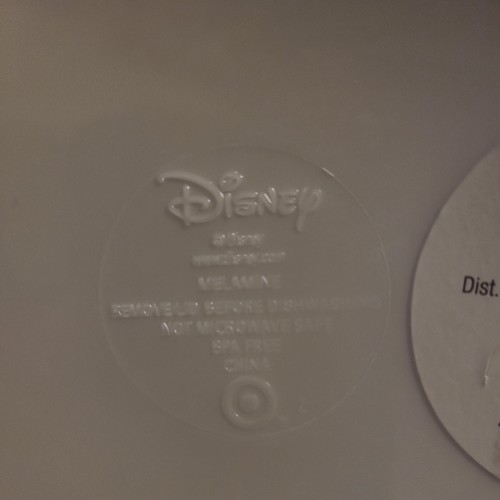 Disney
© Disney
www.disney.com
MELAMINE
REMOVE LID BEFORE DISHWASHING
NOT MICROWAVE SAFE
BPA FREE
CHINA
Dist.